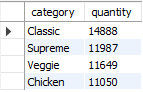 category quantity
Classic 14888
Supreme 11987
Veggie 11649
Chicken 11050